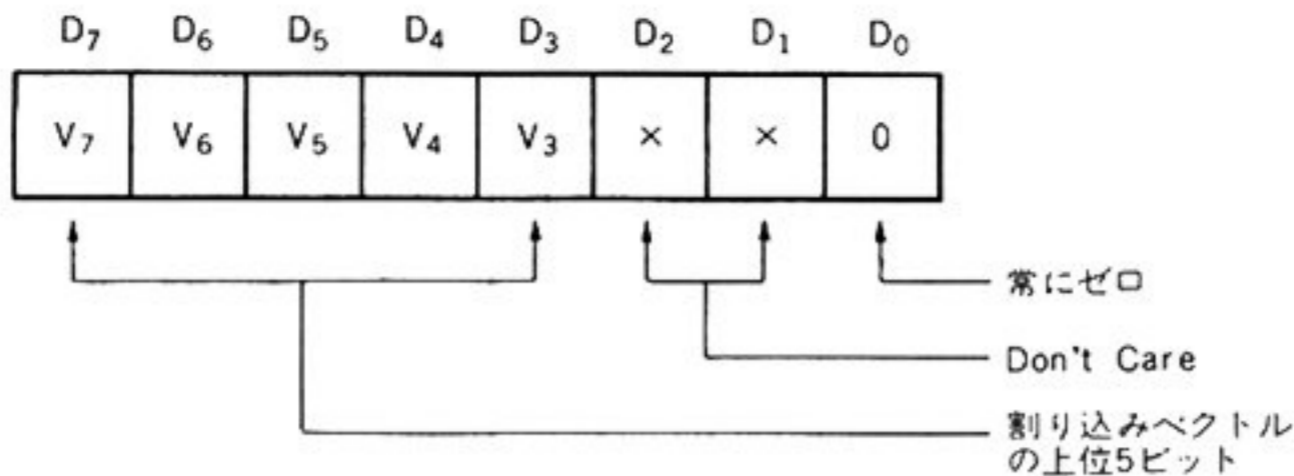 D₇ D₆ D₅ D₄ D₃ D₂ D₁ D₀
V₇ V₆ V₅ V₄ V₃ × × 0
常にゼロ
Don't Care
割り込みベクトル
の上位5ビット